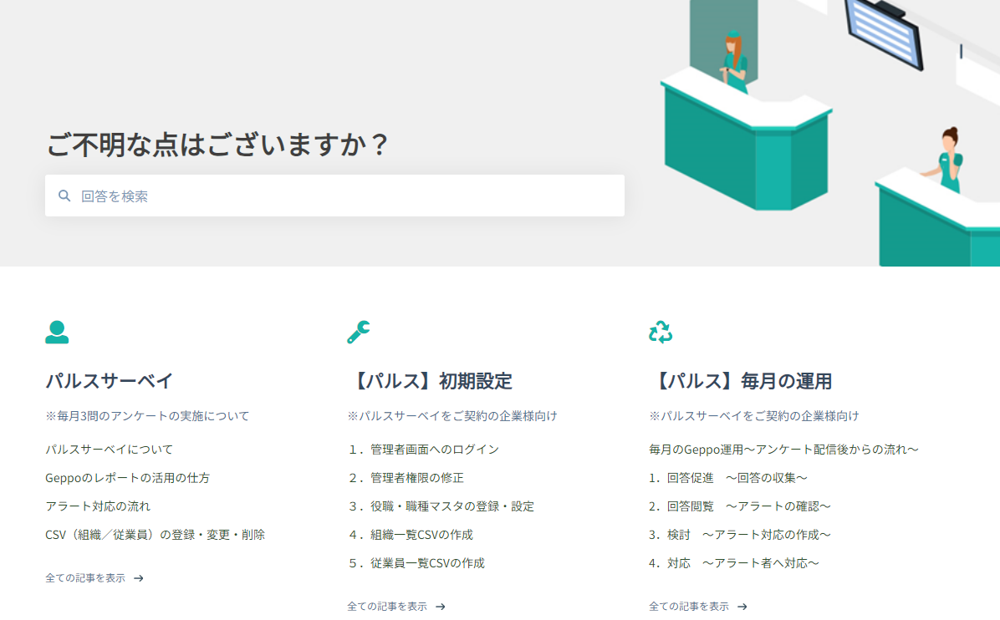 ご不明な点はございますか？
回答を検索
パルスサーベイ
※毎月3問のアンケートの実施について
パルスサーベイについて
Geppoのレポートの活用の仕方
アラート対応の流れ
CSV（組織／従業員）の登録・変更・削除
全ての記事を表示 →
【パルス】初期設定
※パルスサーベイをご契約の企業様向け
１．管理者画面へのログイン
２．管理者権限の修正
３．役職・職種マスタの登録・設定
４．組織一覧CSVの作成
５．従業員一覧CSVの作成
全ての記事を表示 →
【パルス】毎月の運用
※パルスサーベイをご契約の企業様向け
毎月のGeppo運用～アンケート配信後からの流れ～
1．回答促進　～回答の収集～
2．回答閲覧　～アラートの確認～
3．検討　～アラート対応の作成～
4．対応　～アラート者へ対応～
全ての記事を表示 →